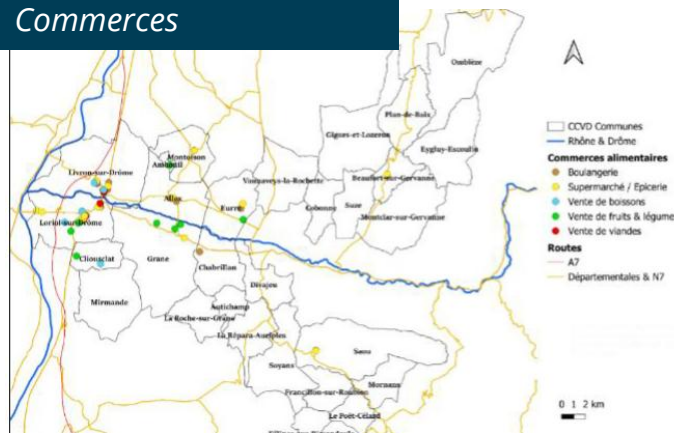 Commerces
Omblèze
Plan-de-Baix
Gigors-et-Lozeron
Eygluy-Escoulin
Montoison
Ambonil
Livron-sur-Drôme
Vaunaveys-la-Rochette
Beaufort-sur-Gervanne
Suze
Cobonne
Allex
Eurre
Montclar-sur-Gervanne
Loriol-sur-Drôme
Cliousclat
Grane
Chabrillan
Divajeu
Mirmande
Autichamp
La Roche-sur-Grâne
La Répara-Auriples
Saou
Soyans
Mornans
Francillon-sur-Roubion
Le Poët-Célard
CCVD Communes
Rhône & Drôme
Commerces alimentaires
Boulangerie
Supermarché / Epicerie
Vente de boissons
Vente de fruits & légume
Vente de viandes
Routes
A7
Départementales & N7
0 1 2 km